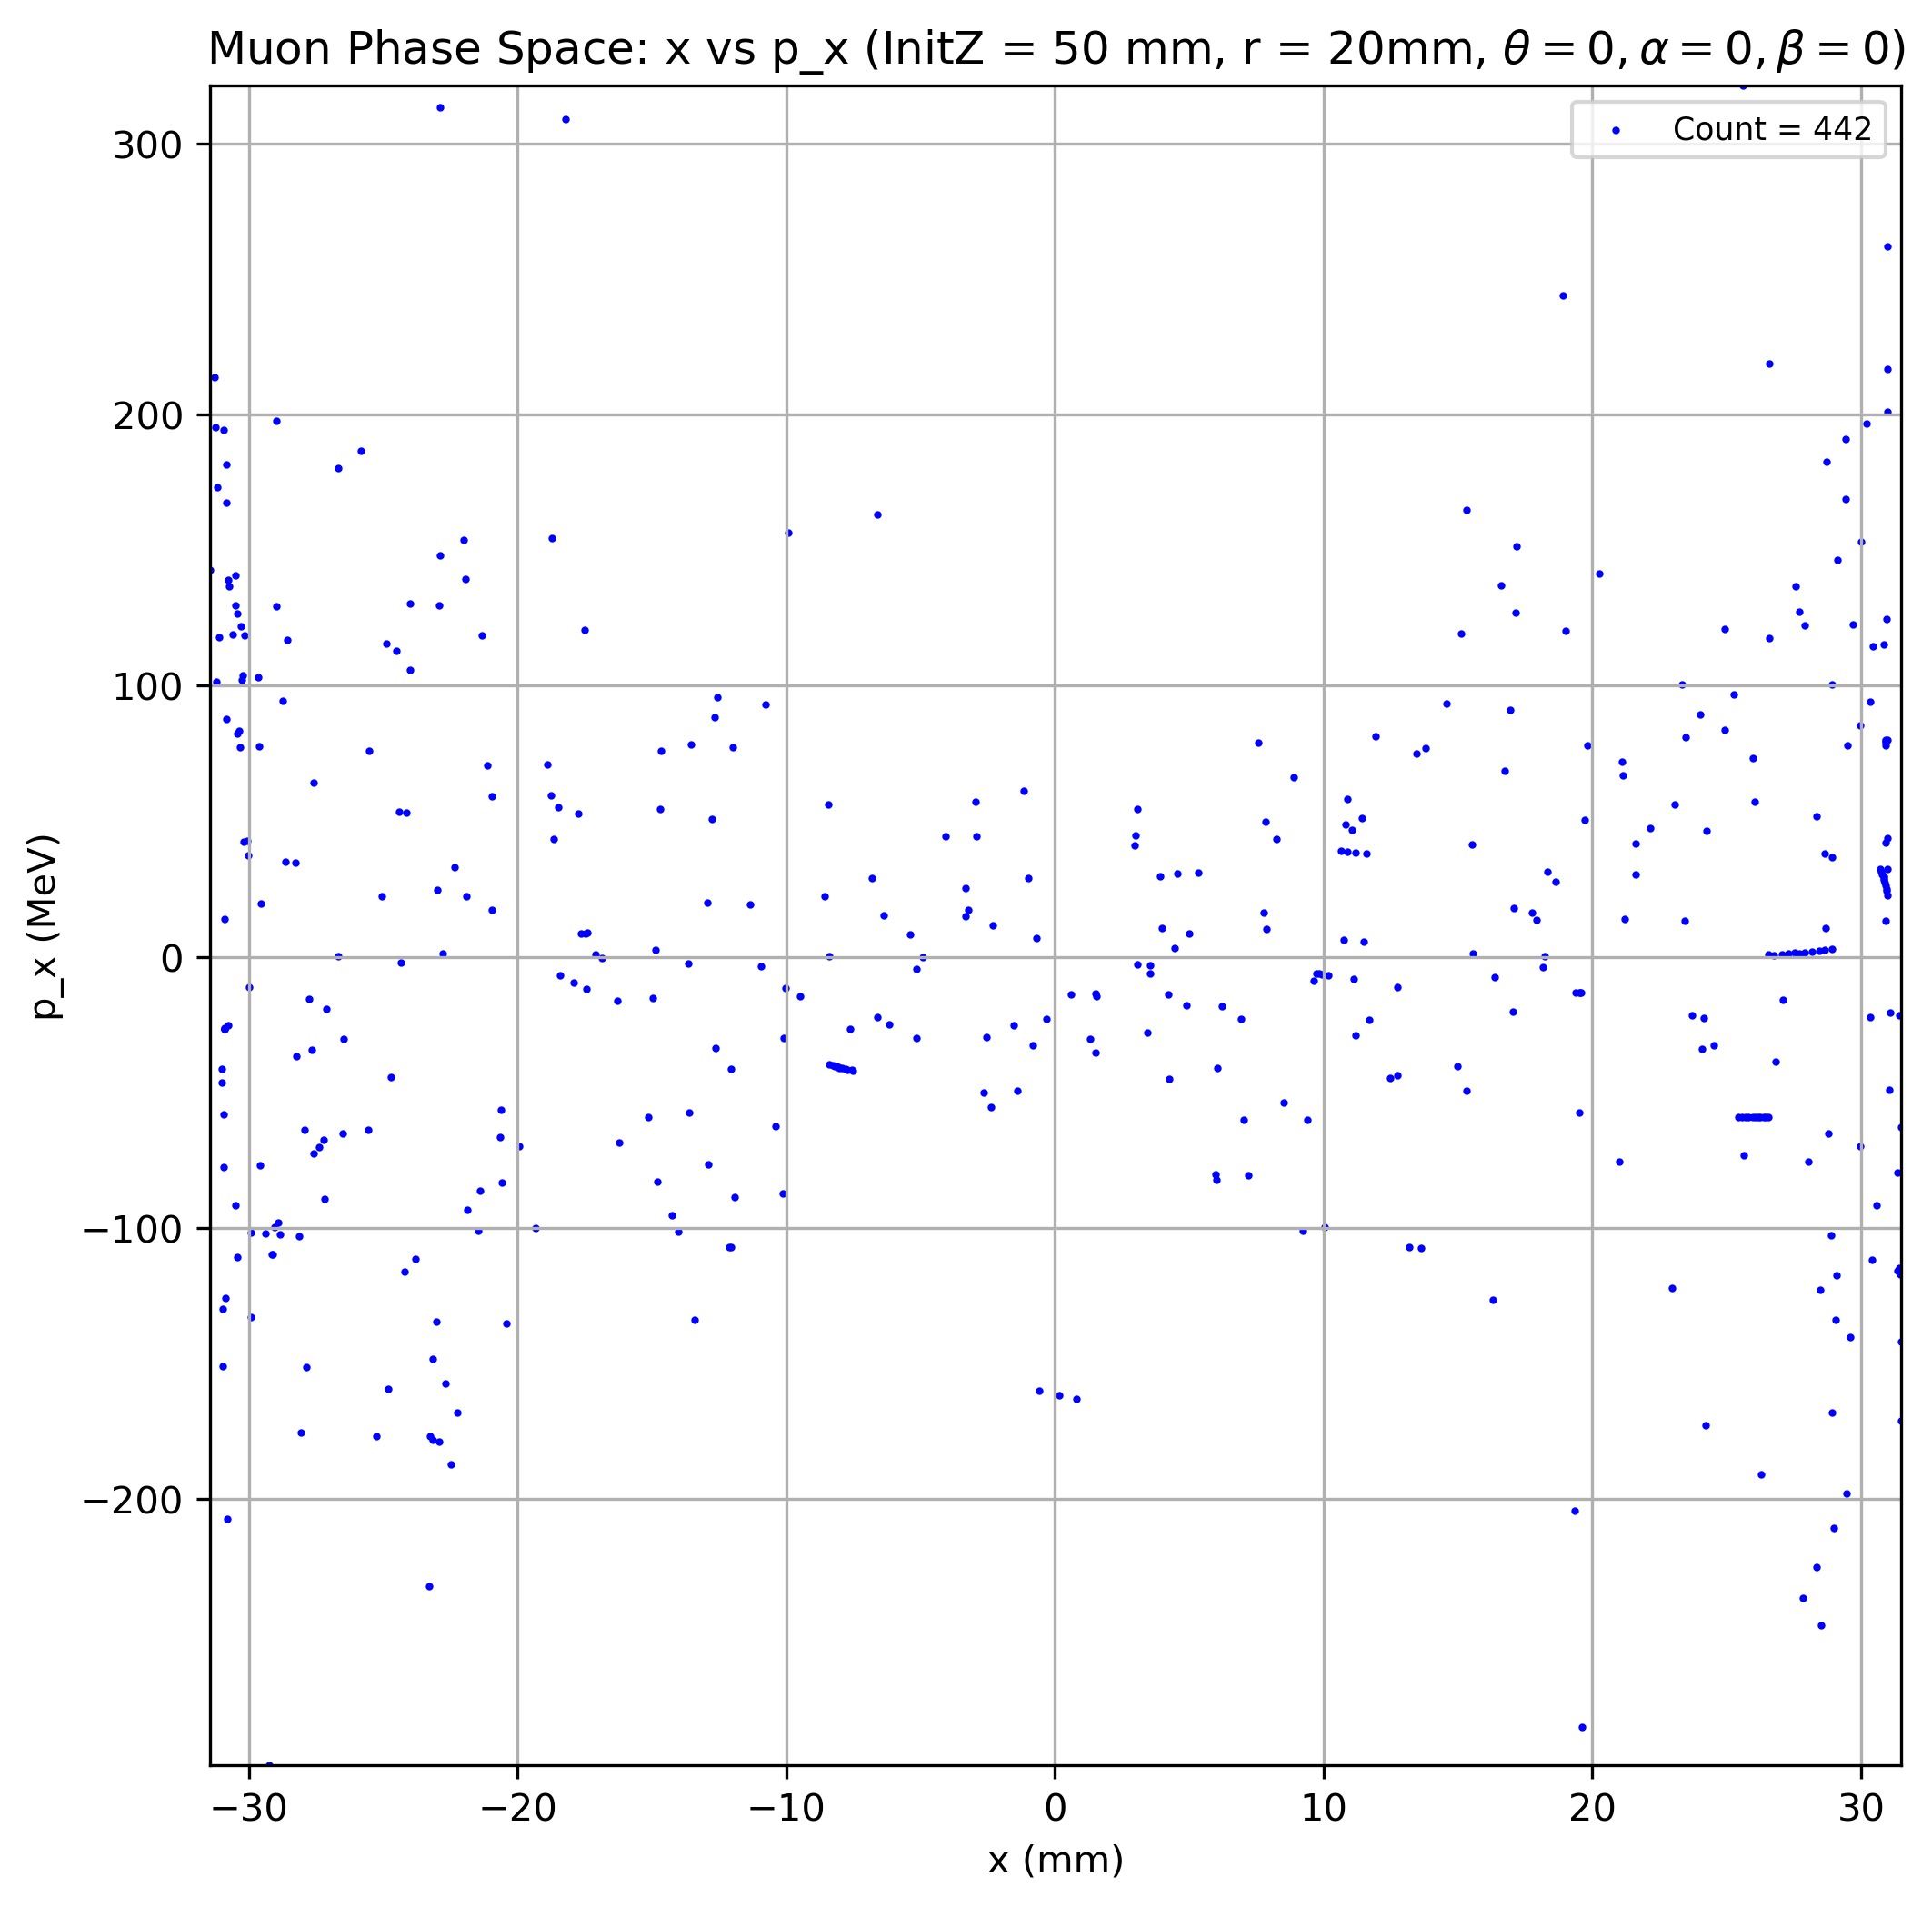 Muon Phase Space: x vs p_x (InitZ = 50 mm, r = 20mm, θ = 0, α = 0, β = 0)
Count = 442
300
200
100
0
−100
−200
p_x (MeV)
−30 −20 −10 0 10 20 30
x (mm)